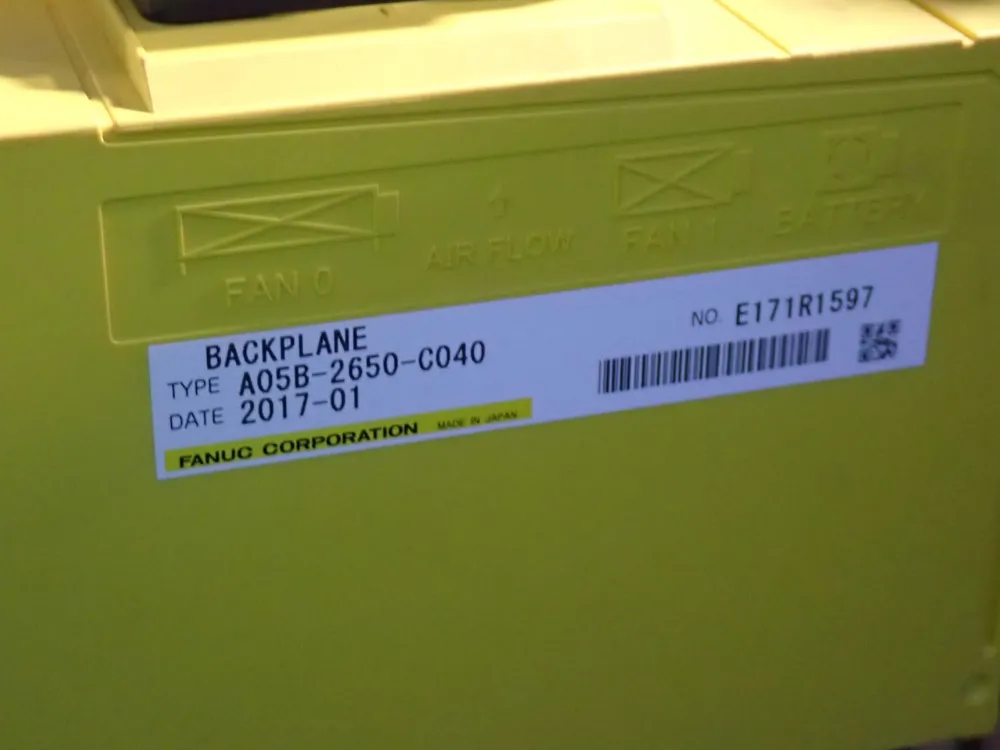 FAN 0
AIR FLOW
FAN 1
BATTERY
BACKPLANE
NO. E171R1597
TYPE A05B-2650-C040
DATE 2017-01
FANUC CORPORATION MADE IN JAPAN